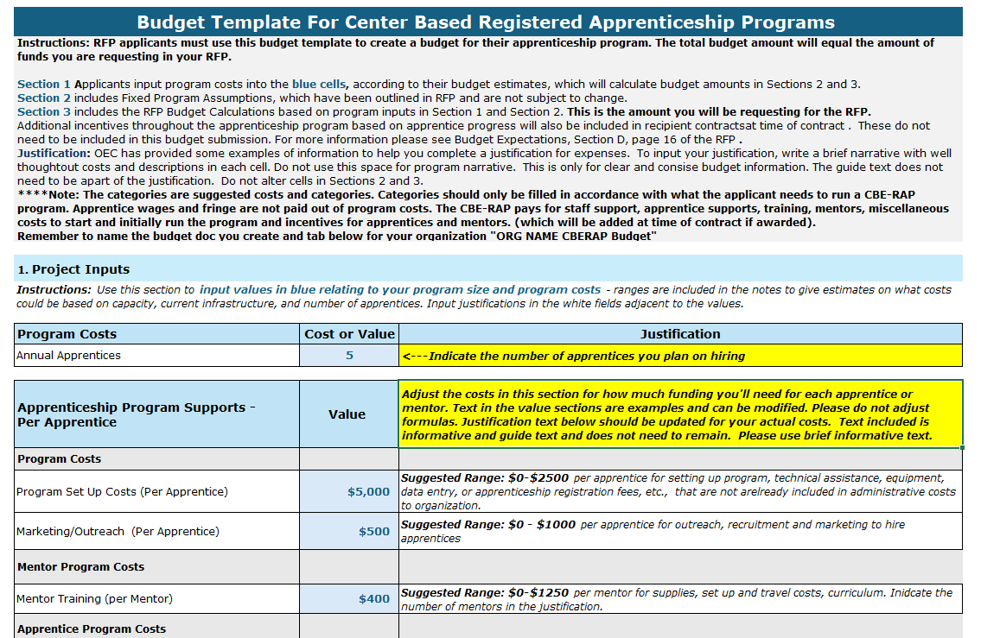 Budget Template For Center Based Registered Apprenticeship Programs
Instructions: RFP applicants must use this budget template to create a budget for their apprenticeship program. The total budget amount will equal the amount of
funds you are requesting in your RFP.
Section 1 Applicants input program costs into the blue cells, according to their budget estimates, which will calculate budget amounts in Sections 2 and 3.
Section 2 includes Fixed Program Assumptions, which have been outlined in RFP and are not subject to change.
Section 3 includes the RFP Budget Calculations based on program inputs in Section 1 and Section 2. This is the amount you will be requesting for the RFP.
Additional incentives throughout the apprenticeship program based on apprentice progress will also be included in recipient contractsat time of contract . These do not
need to be included in this budget submission. For more information please see Budget Expectations, Section D, page 16 of the RFP .
Justification: OEC has provided some examples of information to help you complete a justification for expenses. To input your justification, write a brief narrative with well
thoughtout costs and descriptions in each cell. Do not use this space for program narrative. This is only for clear and consise budget information. The guide text does not
need to be apart of the justification. Do not alter cells in Sections 2 and 3.
****Note: The categories are suggested costs and categories. Categories should only be filled in accordance with what the applicant needs to run a CBE-RAP
program. Apprentice wages and fringe are not paid out of program costs. The CBE-RAP pays for staff support, apprentice supports, training, mentors, miscellaneous
costs to start and initially run the program and incentives for apprentices and mentors. (which will be added at time of contract if awarded).
Remember to name the budget doc you create and tab below for your organization "ORG NAME CBERAP Budget"
1. Project Inputs
Instructions: Use this section to input values in blue relating to your program size and program costs - ranges are included in the notes to give estimates on what costs
could be based on capacity, current infrastructure, and number of apprentices. Input justifications in the white fields adjacent to the values.
Program Costs Cost or Value Justification
Annual Apprentices 5 <---Indicate the number of apprentices you plan on hiring
Apprenticeship Program Supports -
Per Apprentice
Value
Adjust the costs in this section for how much funding you'll need for each apprentice or
mentor. Text in the value sections are examples and can be modified. Please do not adjust
formulas. Justification text below should be updated for your actual costs. Text included is
informative and guide text and does not need to remain. Please use brief informative text.
Program Costs
Program Set Up Costs (Per Apprentice)
$5,000
Suggested Range: $0-$2500 per apprentice for setting up program, technical assistance, equipment,
data entry, or apprenticeship registration fees, etc., that are not arelready included in administrative costs
to organization.
Marketing/Outreach (Per Apprentice)
$500
Suggested Range: $0 - $1000 per apprentice for outreach, recruitment and marketing to hire
apprentices
Mentor Program Costs
Mentor Training (per Mentor)
$400
Suggested Range: $0-$1250 per mentor for supplies, set up and travel costs, curriculum. Inidcate the
number of mentors in the justification.
Apprentice Program Costs